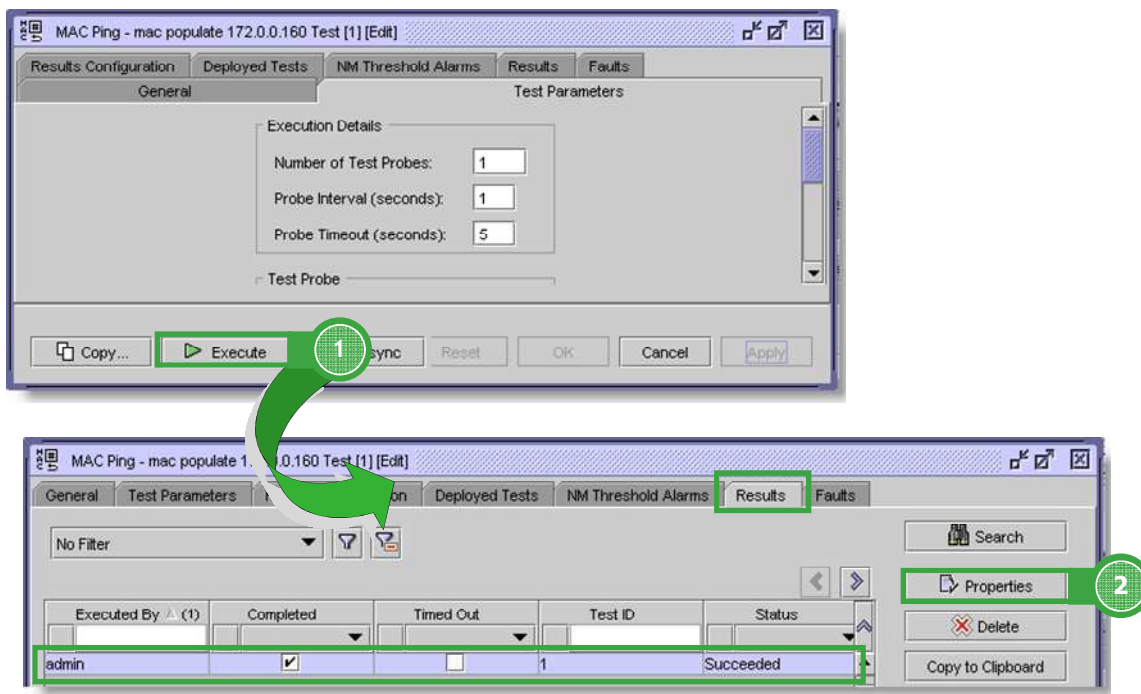 MAC Ping - mac populate 172.0.0.160 Test [1] [Edit]
Results Configuration Deployed Tests NM Threshold Alarms Results Faults
General Test Parameters
Execution Details
Number of Test Probes: 1
Probe Interval (seconds): 1
Probe Timeout (seconds): 5
Test Probe
Copy... Execute 1 sync Reset OK Cancel Apply
MAC Ping - mac populate 1 .0.160 Test [1] [Edit]
General Test Parameters on Deployed Tests NM Threshold Alarms Results Faults
No Filter Search
Properties 2
Executed By (1) Completed Timed Out Test ID Status
Delete
admin 1 Succeeded
Copy to Clipboard